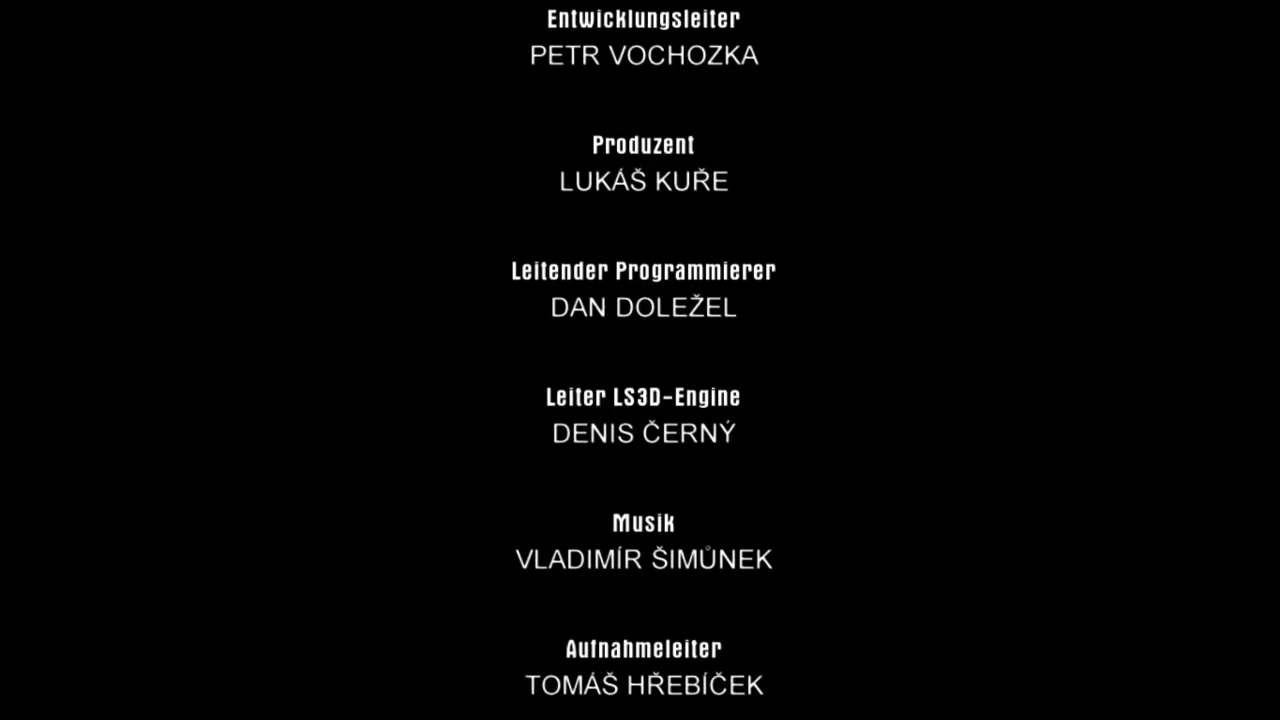 Entwicklungsleiter
PETR VOCHOZKA
Produzent
LUKÁŠ KUŘE
Leitender Programmierer
DAN DOLEŽEL
Leiter LS3D-Engine
DENIS ČERNÝ
Musik
VLADIMÍR ŠIMŮNEK
Aufnahmeleiter
TOMÁŠ HŘEBÍČEK